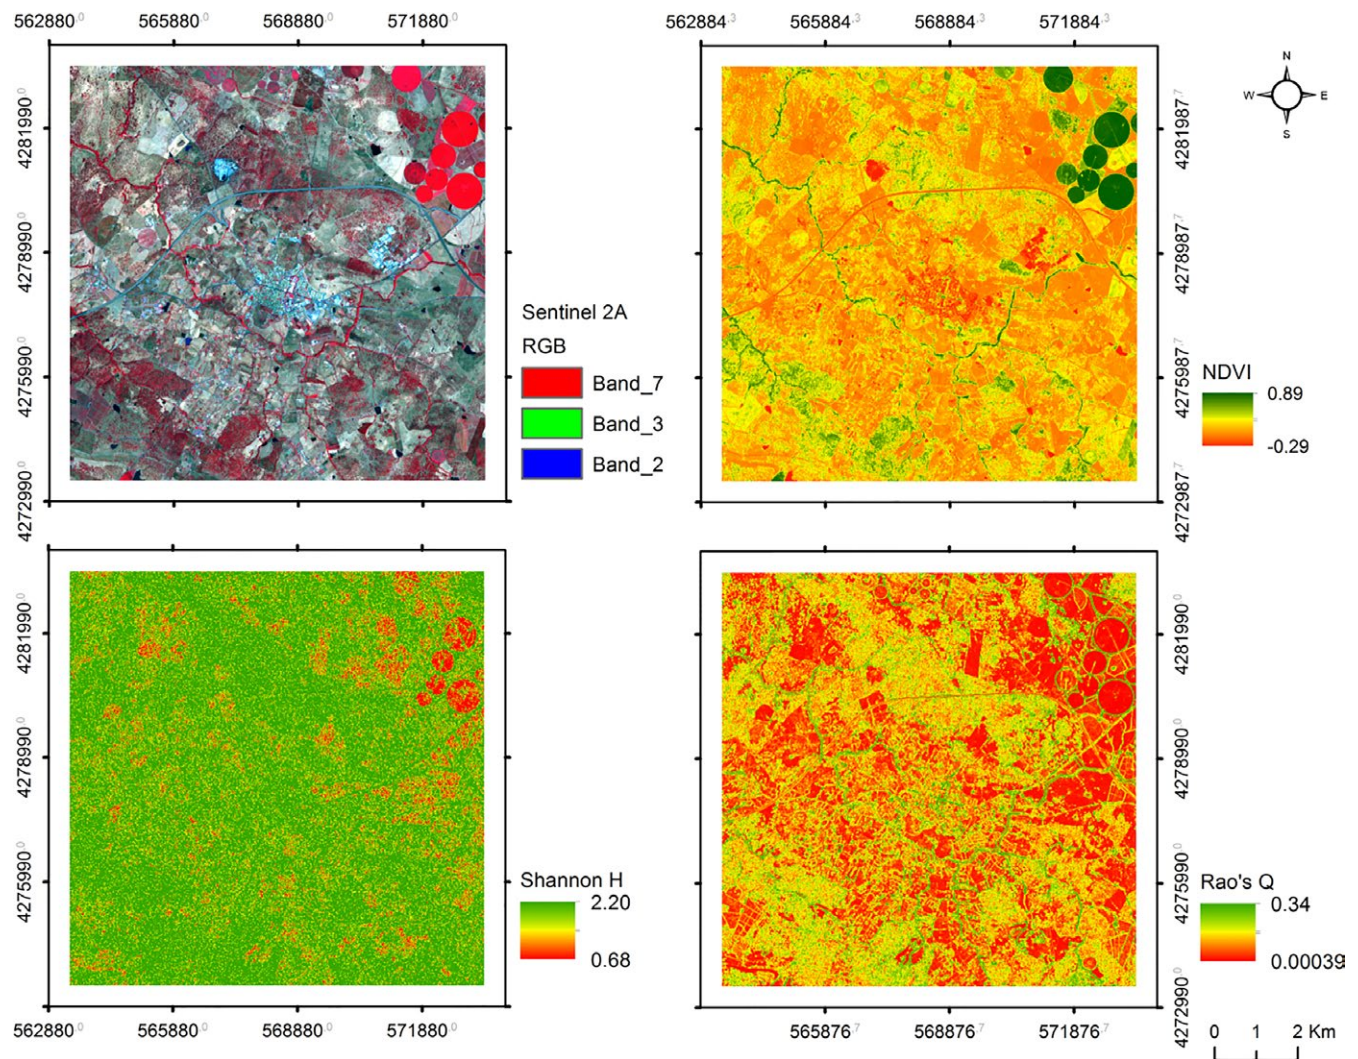 562880.0 565880.0 568880.0 571880.0
562884.3 565884.3 568884.3 571884.3
N
W E
S
4281990.0
4278990.0
4275990.0
4272990.0
Sentinel 2A
RGB
Band_7
Band_3
Band_2
4281987.7
4278987.7
4275987.7
4272987.7
NDVI
0.89
-0.29
4281990.0
4278990.0
4275990.0
4272990.0
Shannon H
2.20
0.68
4281990.0
4278990.0
4275990.0
4272990.0
Rao's Q
0.34
0.00039
562880.0 565880.0 568880.0 571880.0
565876.7 568876.7 571876.7
0 1 2 Km